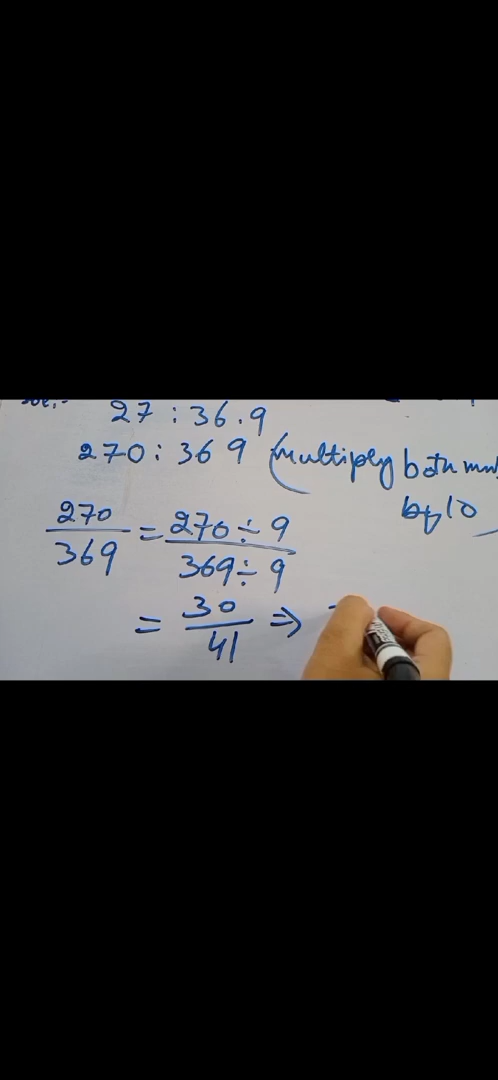 27 : 36.9
270 : 369 (multiply both
by 10
270/369 = 270 ÷ 9/369 ÷ 9
= 30/41 ⇒